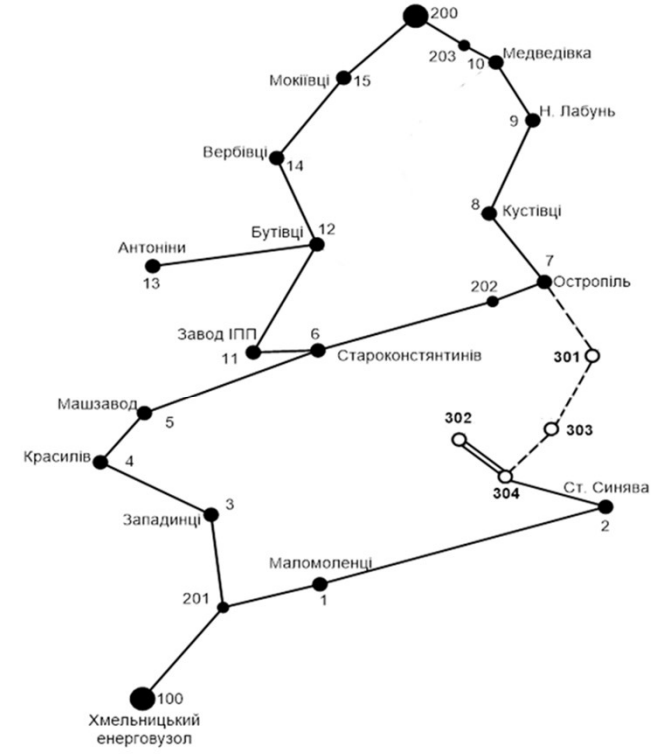 200
203
Медведівка
10
Мокіївці
15
Н. Лабунь
9
Вербівці
14
8
Кустівці
Бутівці
12
Антоніни
13
7
Остропіль
202
Завод ІПП
11
6
Староконстянтинів
301
Машзавод
5
302
303
Красилів
4
304
Ст. Синява
2
3
Западинці
Маломоленці
1
201
100
Хмельницький
енерговузол